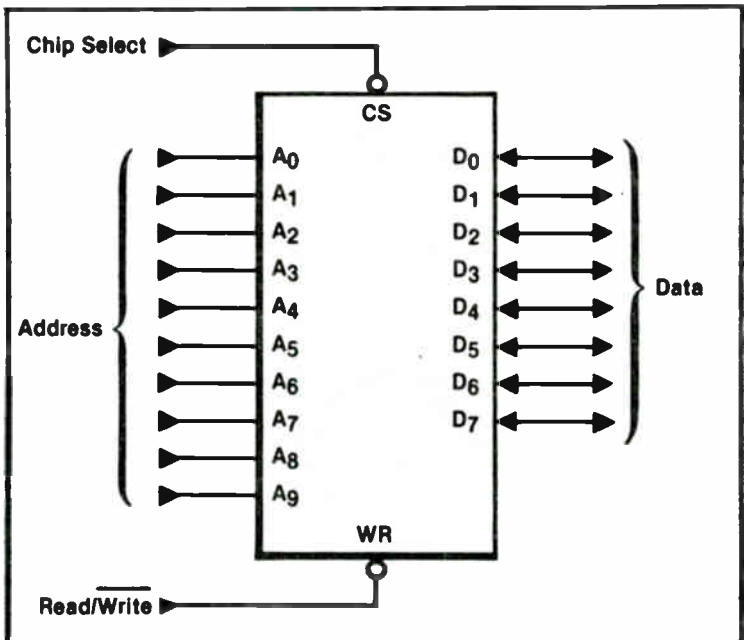 Chip Select
CS
A0 D0
A1 D1
A2 D2
A3 D3
Address A4 D4 Data
A5 D5
A6 D6
A7 D7
A8
A9
WR
Read/Write